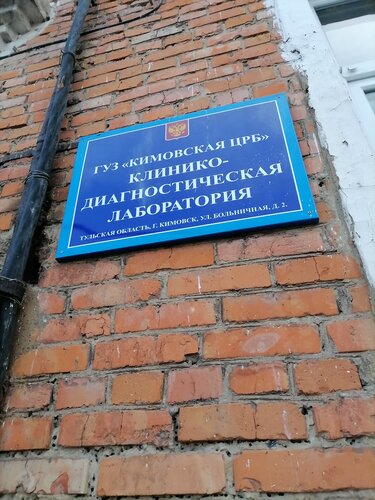 ГУЗ «КИМОВСКАЯ ЦРБ»
КЛИНИКО-
ДИАГНОСТИЧЕСКАЯ
ЛАБОРАТОРИЯ
ТУЛЬСКАЯ ОБЛАСТЬ, Г. КИМОВСК, УЛ. БОЛЬНИЧНАЯ, Д. 2.